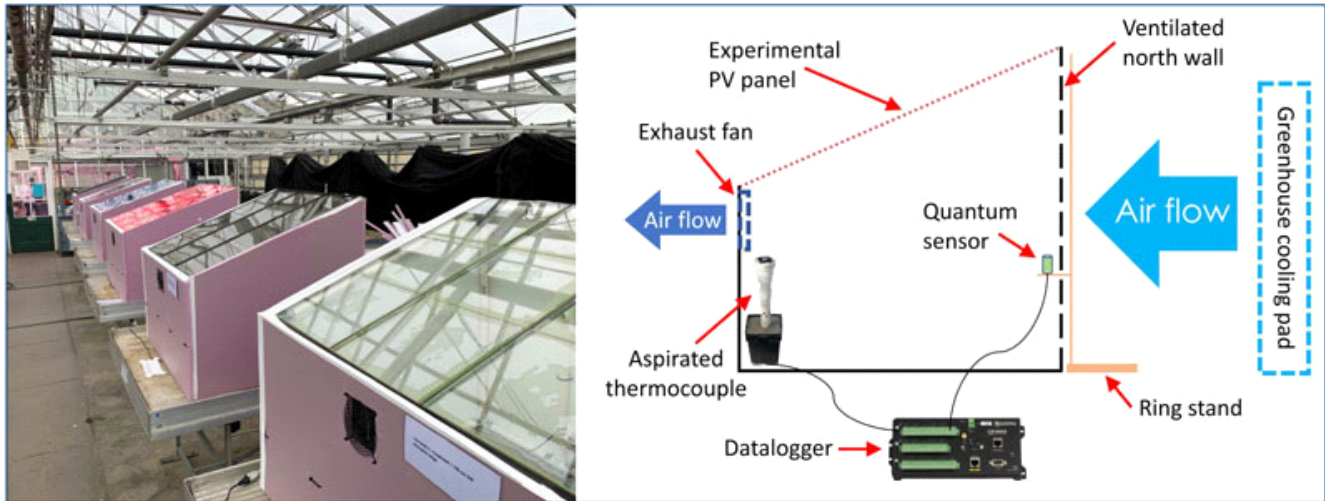 Experimental
PV panel
Ventilated
north wall
Exhaust fan
Air flow
Quantum
sensor
Air flow
Greenhouse cooling pad
Aspirated
thermocouple
Ring stand
Datalogger